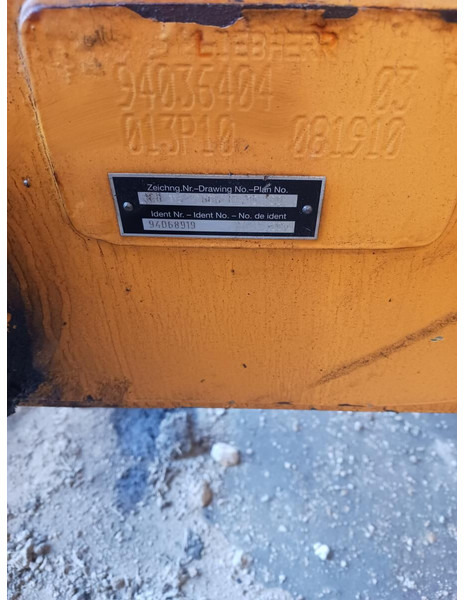 LIEBHERR
94036404 03
013P10 081910
Zeichng.Nr.–Drawing No.–Plan No.
Ident Nr. – Ident No. – No. de ident
94068919